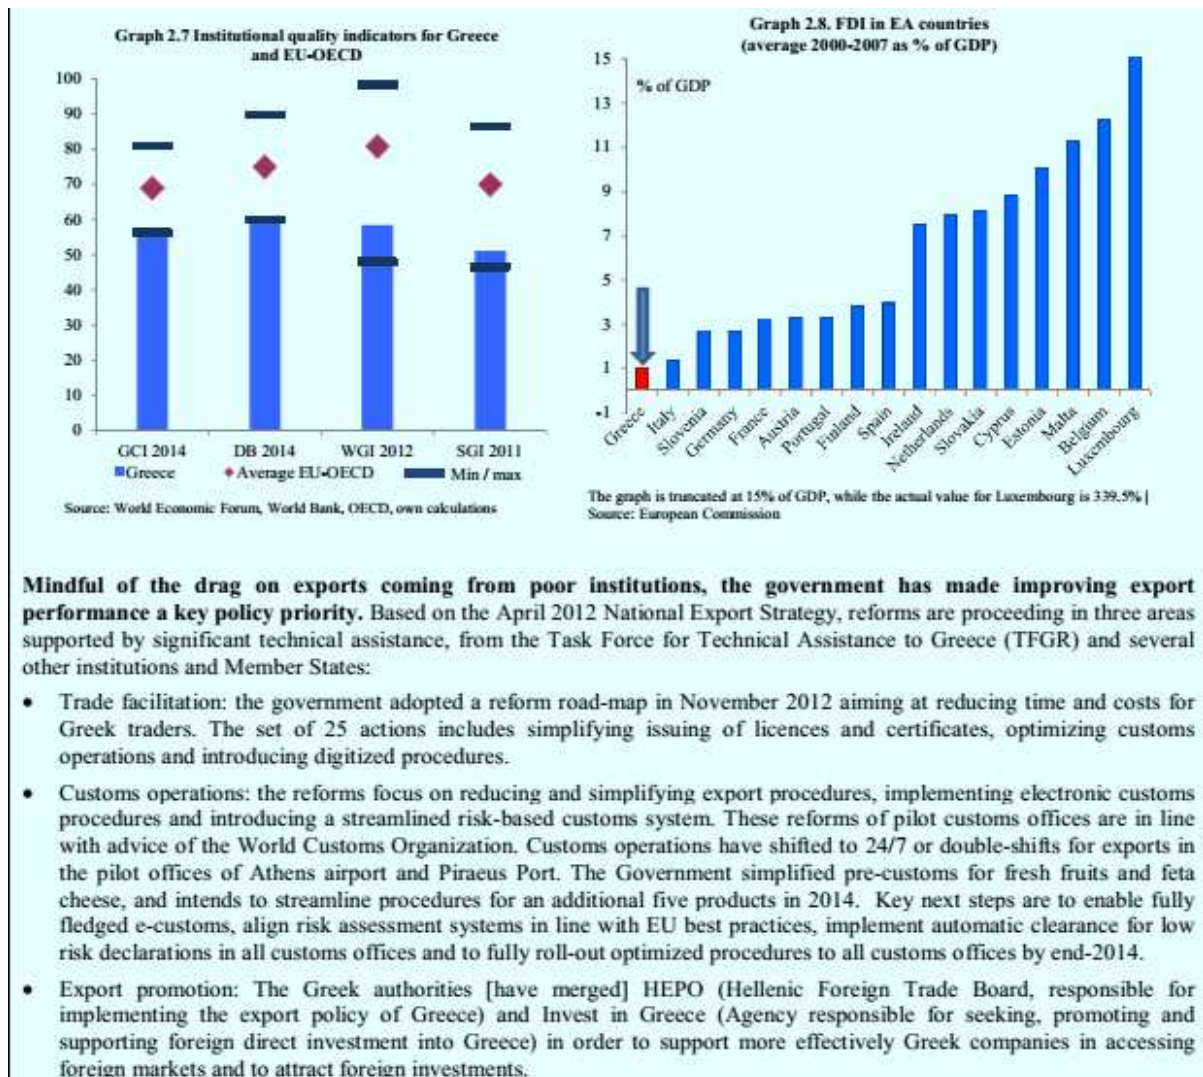 Graph 2.7 Institutional quality indicators for Greece
and EU-OECD
100
90
80
70
60
50
40
30
20
10
0
GCI 2014 DB 2014 WGI 2012 SGI 2011
Greece Average EU-OECD Min / max
Source: World Economic Forum, World Bank, OECD, own calculations
Graph 2.8. FDI in EA countries
(average 2000-2007 as % of GDP)
15
13
11
9
7
5
3
1
-1
% of GDP
Greece
Italy
Slovenia
Germany
France
Austria
Portugal
Finland
Spain
Ireland
Netherlands
Slovakia
Cyprus
Estonia
Malta
Belgium
Luxembourg
The graph is truncated at 15% of GDP, while the actual value for Luxembourg is 339.5% |
Source: European Commission
Mindful of the drag on exports coming from poor institutions, the government has made improving export
performance a key policy priority. Based on the April 2012 National Export Strategy, reforms are proceeding in three areas
supported by significant technical assistance, from the Task Force for Technical Assistance to Greece (TFGR) and several
other institutions and Member States:
• Trade facilitation: the government adopted a reform road-map in November 2012 aiming at reducing time and costs for
Greek traders. The set of 25 actions includes simplifying issuing of licences and certificates, optimizing customs
operations and introducing digitized procedures.
• Customs operations: the reforms focus on reducing and simplifying export procedures, implementing electronic customs
procedures and introducing a streamlined risk-based customs system. These reforms of pilot customs offices are in line
with advice of the World Customs Organization. Customs operations have shifted to 24/7 or double-shifts for exports in
the pilot offices of Athens airport and Piraeus Port. The Government simplified pre-customs for fresh fruits and feta
cheese, and intends to streamline procedures for an additional five products in 2014. Key next steps are to enable fully
fledged e-customs, align risk assessment systems in line with EU best practices, implement automatic clearance for low
risk declarations in all customs offices and to fully roll-out optimized procedures to all customs offices by end-2014.
• Export promotion: The Greek authorities [have merged] HEPO (Hellenic Foreign Trade Board, responsible for
implementing the export policy of Greece) and Invest in Greece (Agency responsible for seeking, promoting and
supporting foreign direct investment into Greece) in order to support more effectively Greek companies in accessing
foreign markets and to attract foreign investments.